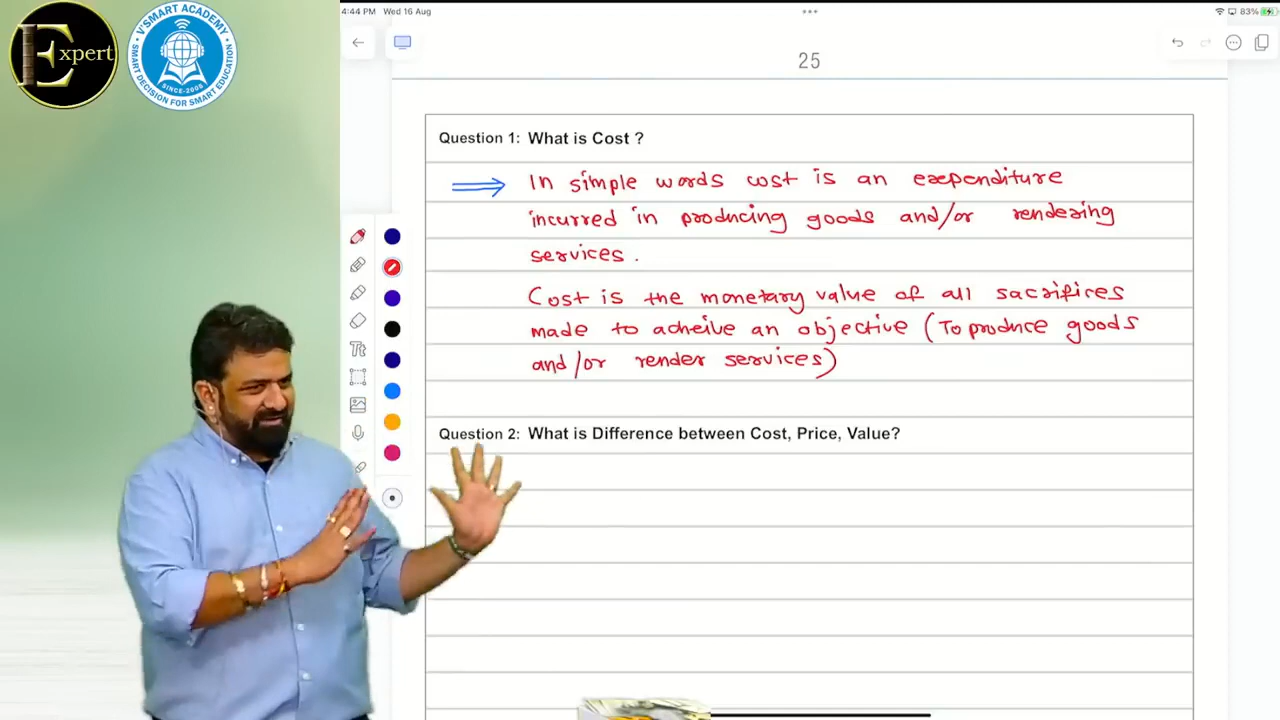 4:44 PM Wed 16 Aug
83%
Expert
V'SMART ACADEMY
SINCE-2005
SMART DECISION FOR SMART EDUCATION
25
Question 1: What is Cost ?
In simple words cost is an expenditure
incurred in producing goods and/or rendering
services.
Cost is the monetary value of all sacrifices
made to acheive an objective (To produce goods
and/or render services)
Tt
Question 2: What is Difference between Cost, Price, Value?